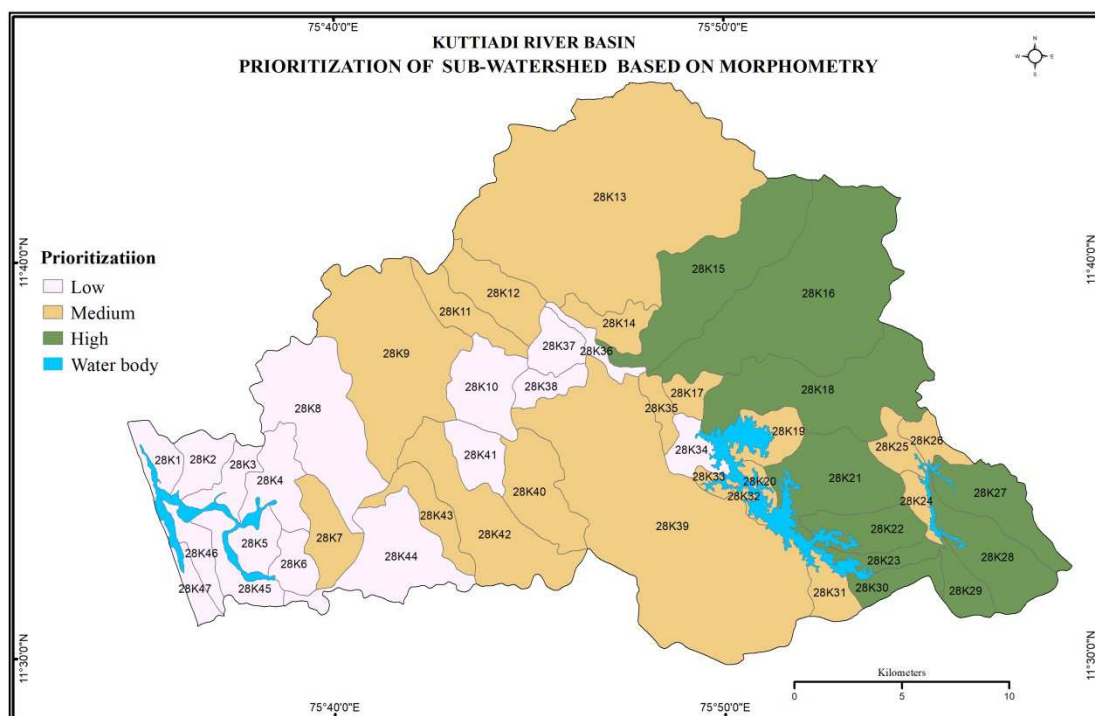 75°40'0"E
75°50'0"E
KUTTIADI RIVER BASIN
PRIORITIZATION OF SUB-WATERSHED BASED ON MORPHOMETRY
N
W E
S
28K13
11°40'0"N
11°40'0"N
Prioritizatiion
Low
Medium
High
Water body
28K15
28K16
28K12
28K11
28K14
28K9
28K37
28K36
28K10
28K38
28K17
28K18
28K8
28K35
28K19
28K26
28K25
28K34
28K1
28K2
28K3
28K41
28K4
28K33
28K20
28K21
28K40
28K32
28K24
28K27
28K43
28K39
28K22
28K42
28K7
28K5
28K46
28K44
28K6
28K23
28K28
28K47
28K45
28K31
28K30
28K29
11°30'0"N
11°30'0"N
Kilometers
0 5 10
75°40'0"E
75°50'0"E